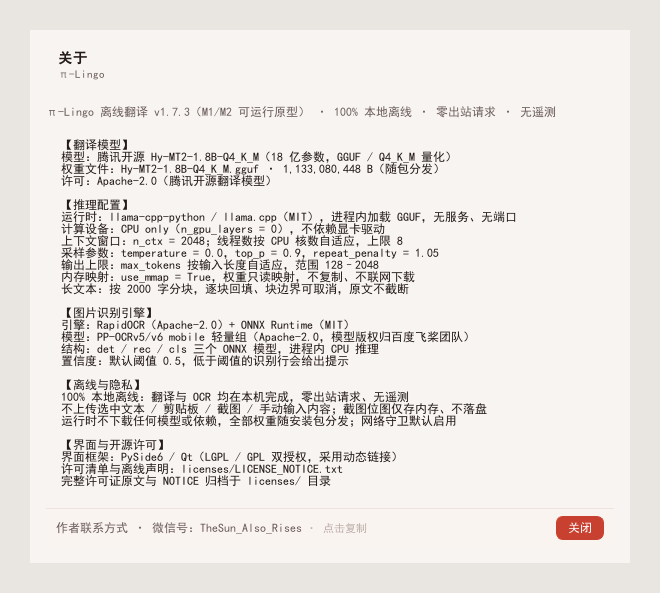 关于
π-Lingo
π-Lingo 离线翻译 v1.7.3（M1/M2 可运行原型） · 100% 本地离线 · 零出站请求 · 无遥测
【翻译模型】
模型：腾讯开源 Hy-MT2-1.8B-Q4_K_M（18 亿参数，GGUF / Q4_K_M 量化）
权重文件：Hy-MT2-1.8B-Q4_K_M.gguf · 1,133,080,448 B（随包分发）
许可：Apache-2.0（腾讯开源翻译模型）
【推理配置】
运行时：llama-cpp-python / llama.cpp（MIT），进程内加载 GGUF，无服务、无端口
计算设备：CPU only（n_gpu_layers = 0），不依赖显卡驱动
上下文窗口：n_ctx = 2048；线程数按 CPU 核数自适应，上限 8
采样参数：temperature = 0.0，top_p = 0.9，repeat_penalty = 1.05
输出上限：max_tokens 按输入长度自适应，范围 128–2048
内存映射：use_mmap = True，权重只读映射，不复制、不联网下载
长文本：按 2000 字分块，逐块回填、块边界可取消，原文不截断
【图片识别引擎】
引擎：RapidOCR（Apache-2.0）+ ONNX Runtime（MIT）
模型：PP-OCRv5/v6 mobile 轻量组（Apache-2.0，模型版权归百度飞桨团队）
结构：det / rec / cls 三个 ONNX 模型，进程内 CPU 推理
置信度：默认阈值 0.5，低于阈值的识别行会给出提示
【离线与隐私】
100% 本地离线：翻译与 OCR 均在本机完成，零出站请求、无遥测
不上传选中文本 / 剪贴板 / 截图 / 手动输入内容；截图位图仅存内存、不落盘
运行时不下载任何模型或依赖，全部权重随安装包分发；网络守卫默认启用
【界面与开源许可】
界面框架：PySide6 / Qt（LGPL / GPL 双授权，采用动态链接）
许可清单与离线声明：licenses/LICENSE_NOTICE.txt
完整许可证原文与 NOTICE 归档于 licenses/ 目录
作者联系方式 · 微信号：TheSun_Also_Rises · 点击复制
关闭